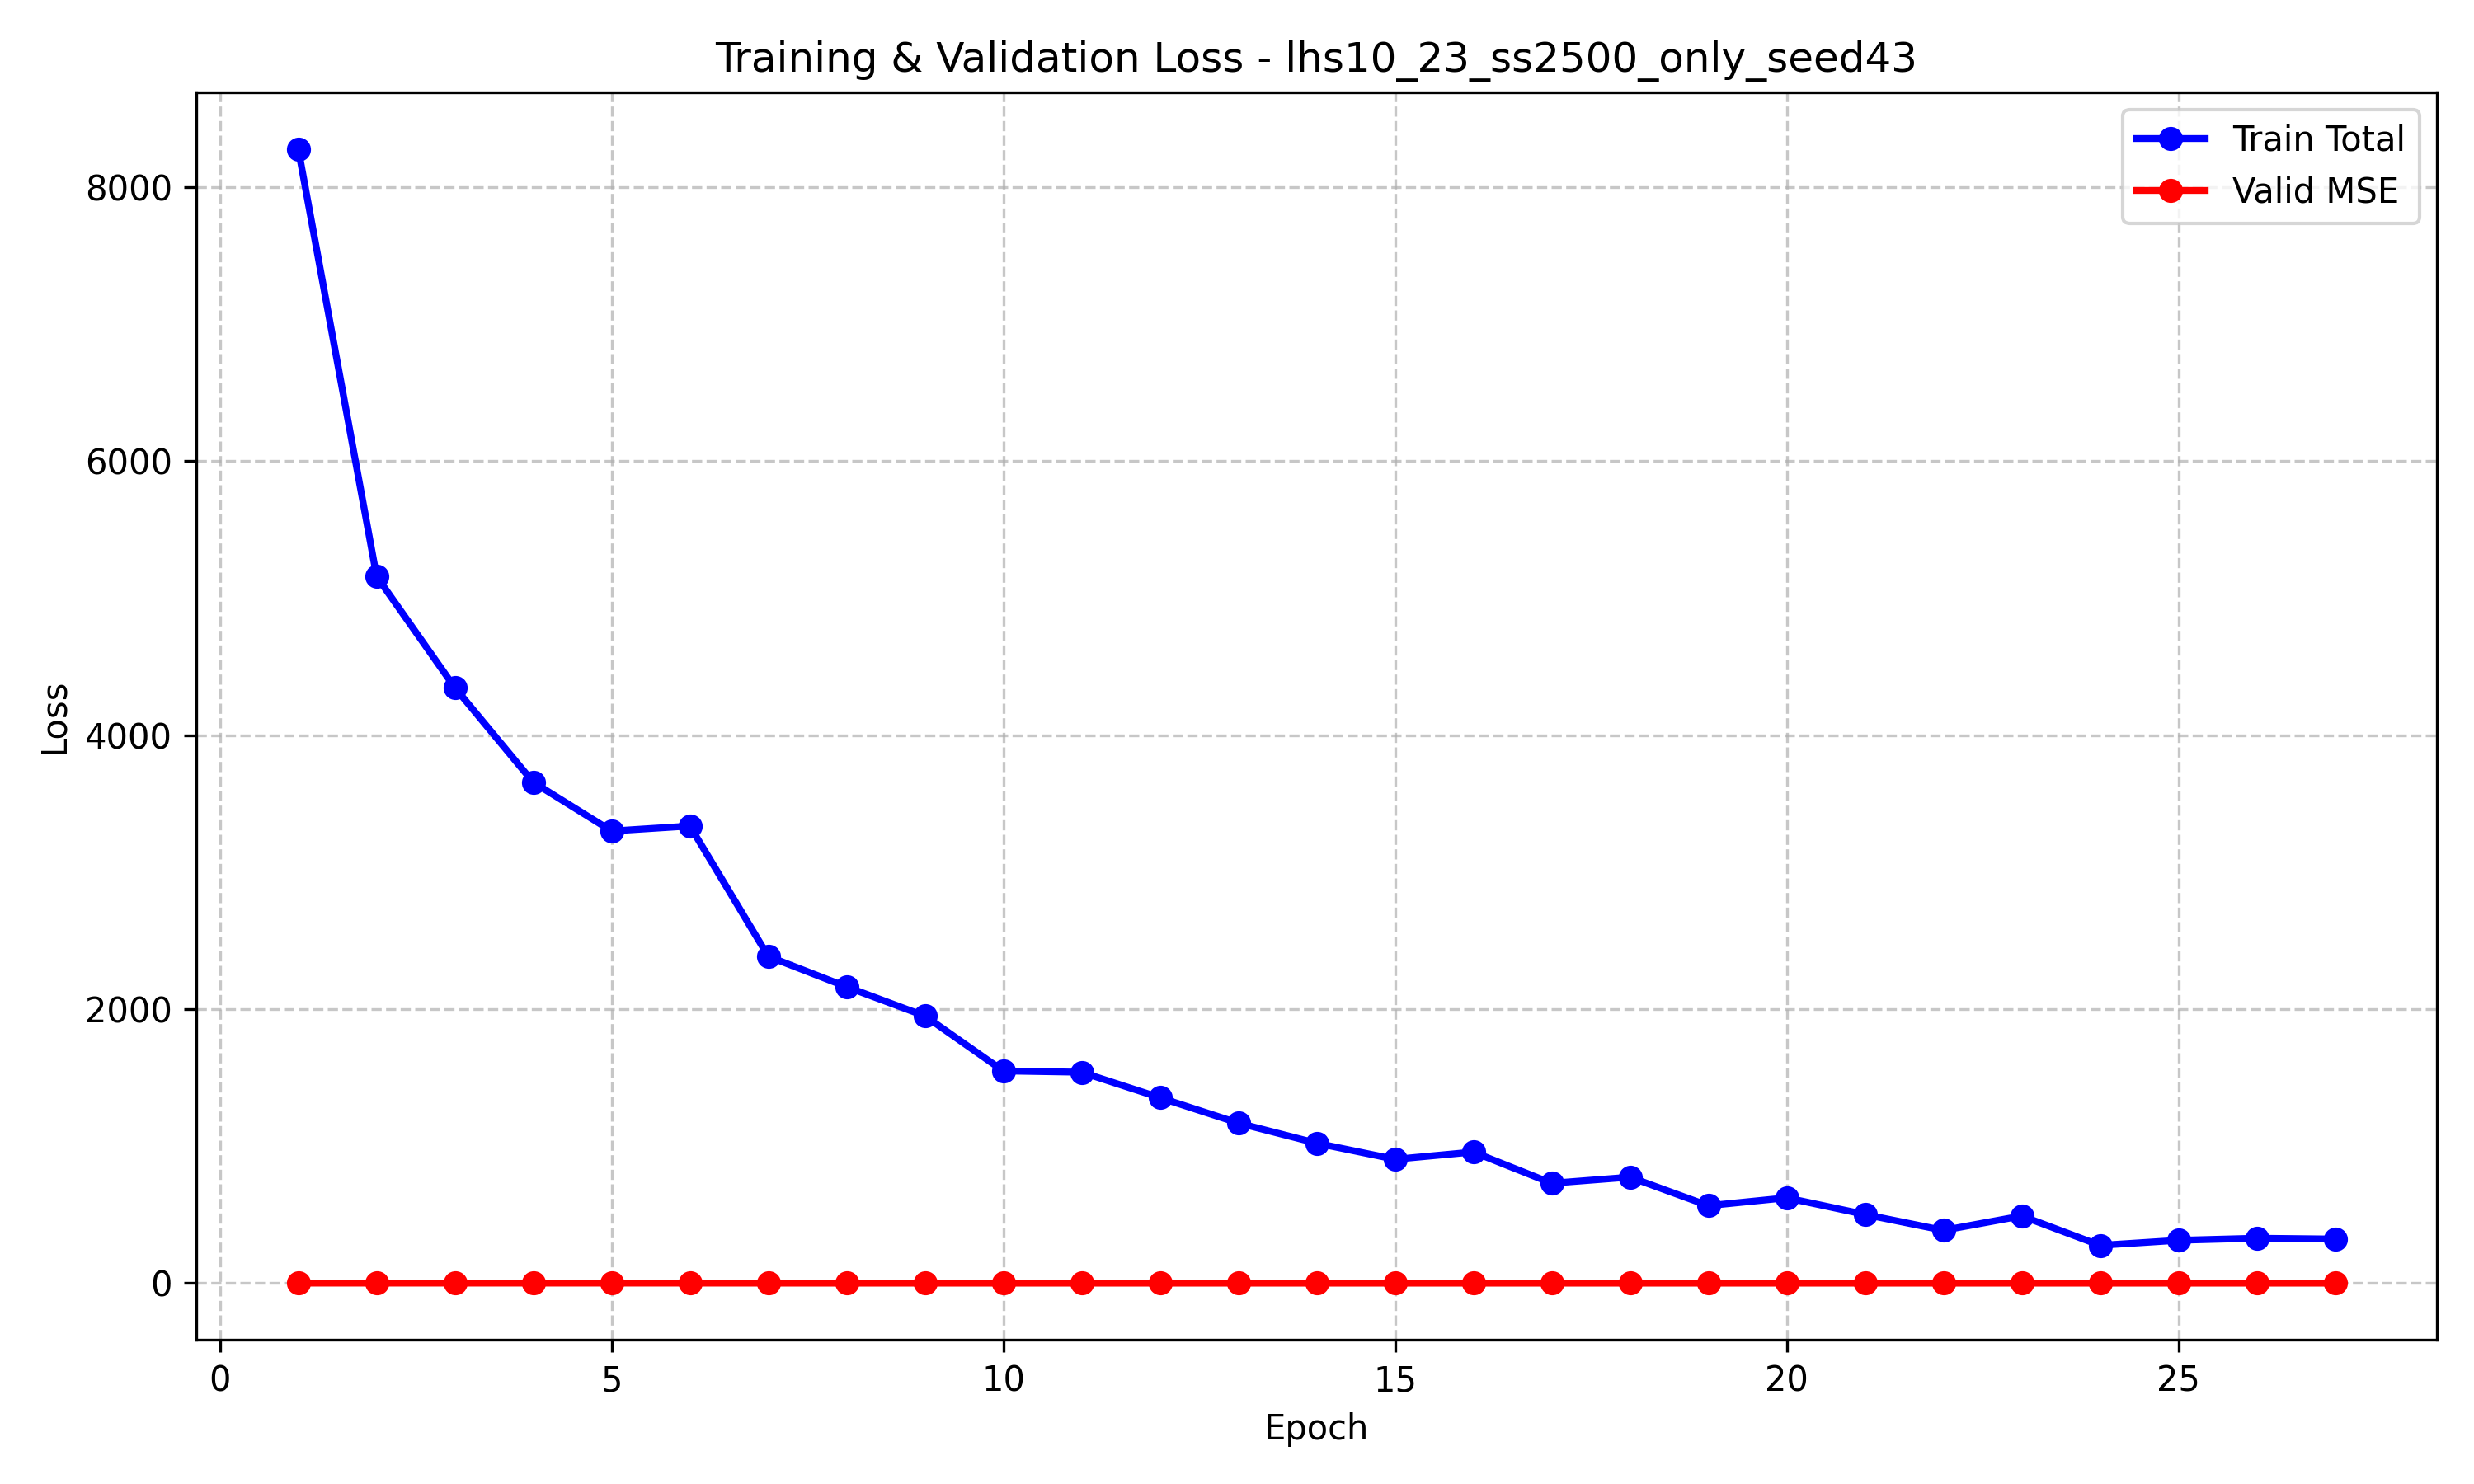 Training & Validation Loss - lhs10_23_ss2500_only_seed43
Train Total
Valid MSE
Loss
8000
6000
4000
2000
0
0 5 10 15 20 25
Epoch